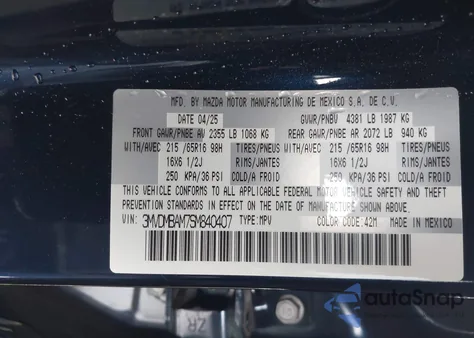 MFD. BY MAZDA MOTOR MANUFACTURING DE MEXICO S.A. DE C.V.
DATE 04/25 GVWR/PNBV 4381 LB 1987 KG
FRONT GAWR/PNBE AV 2355 LB 1068 KG REAR GAWR/PNBE AR 2072 LB 940 KG
WITH/AVEC 215/65R16 98H TIRES/PNEUS WITH/AVEC 215/65R16 98H TIRES/PNEUS
16X6 1/2J RIMS/JANTES 16X6 1/2J RIMS/JANTES
250 KPA/36 PSI COLD/A FROID 250 KPA/36 PSI COLD/A FROID
THIS VEHICLE CONFORMS TO ALL APPLICABLE FEDERAL MOTOR VEHICLE SAFETY AND THEFT
PREVENTION STANDARDS IN EFFECT ON THE DATE OF MANUFACTURE SHOWN ABOVE.
VIN: 3MVDMBAM7SM840407 TYPE:MPV COLOR CODE:42M MADE IN MEXICO
autoSnap
ZR